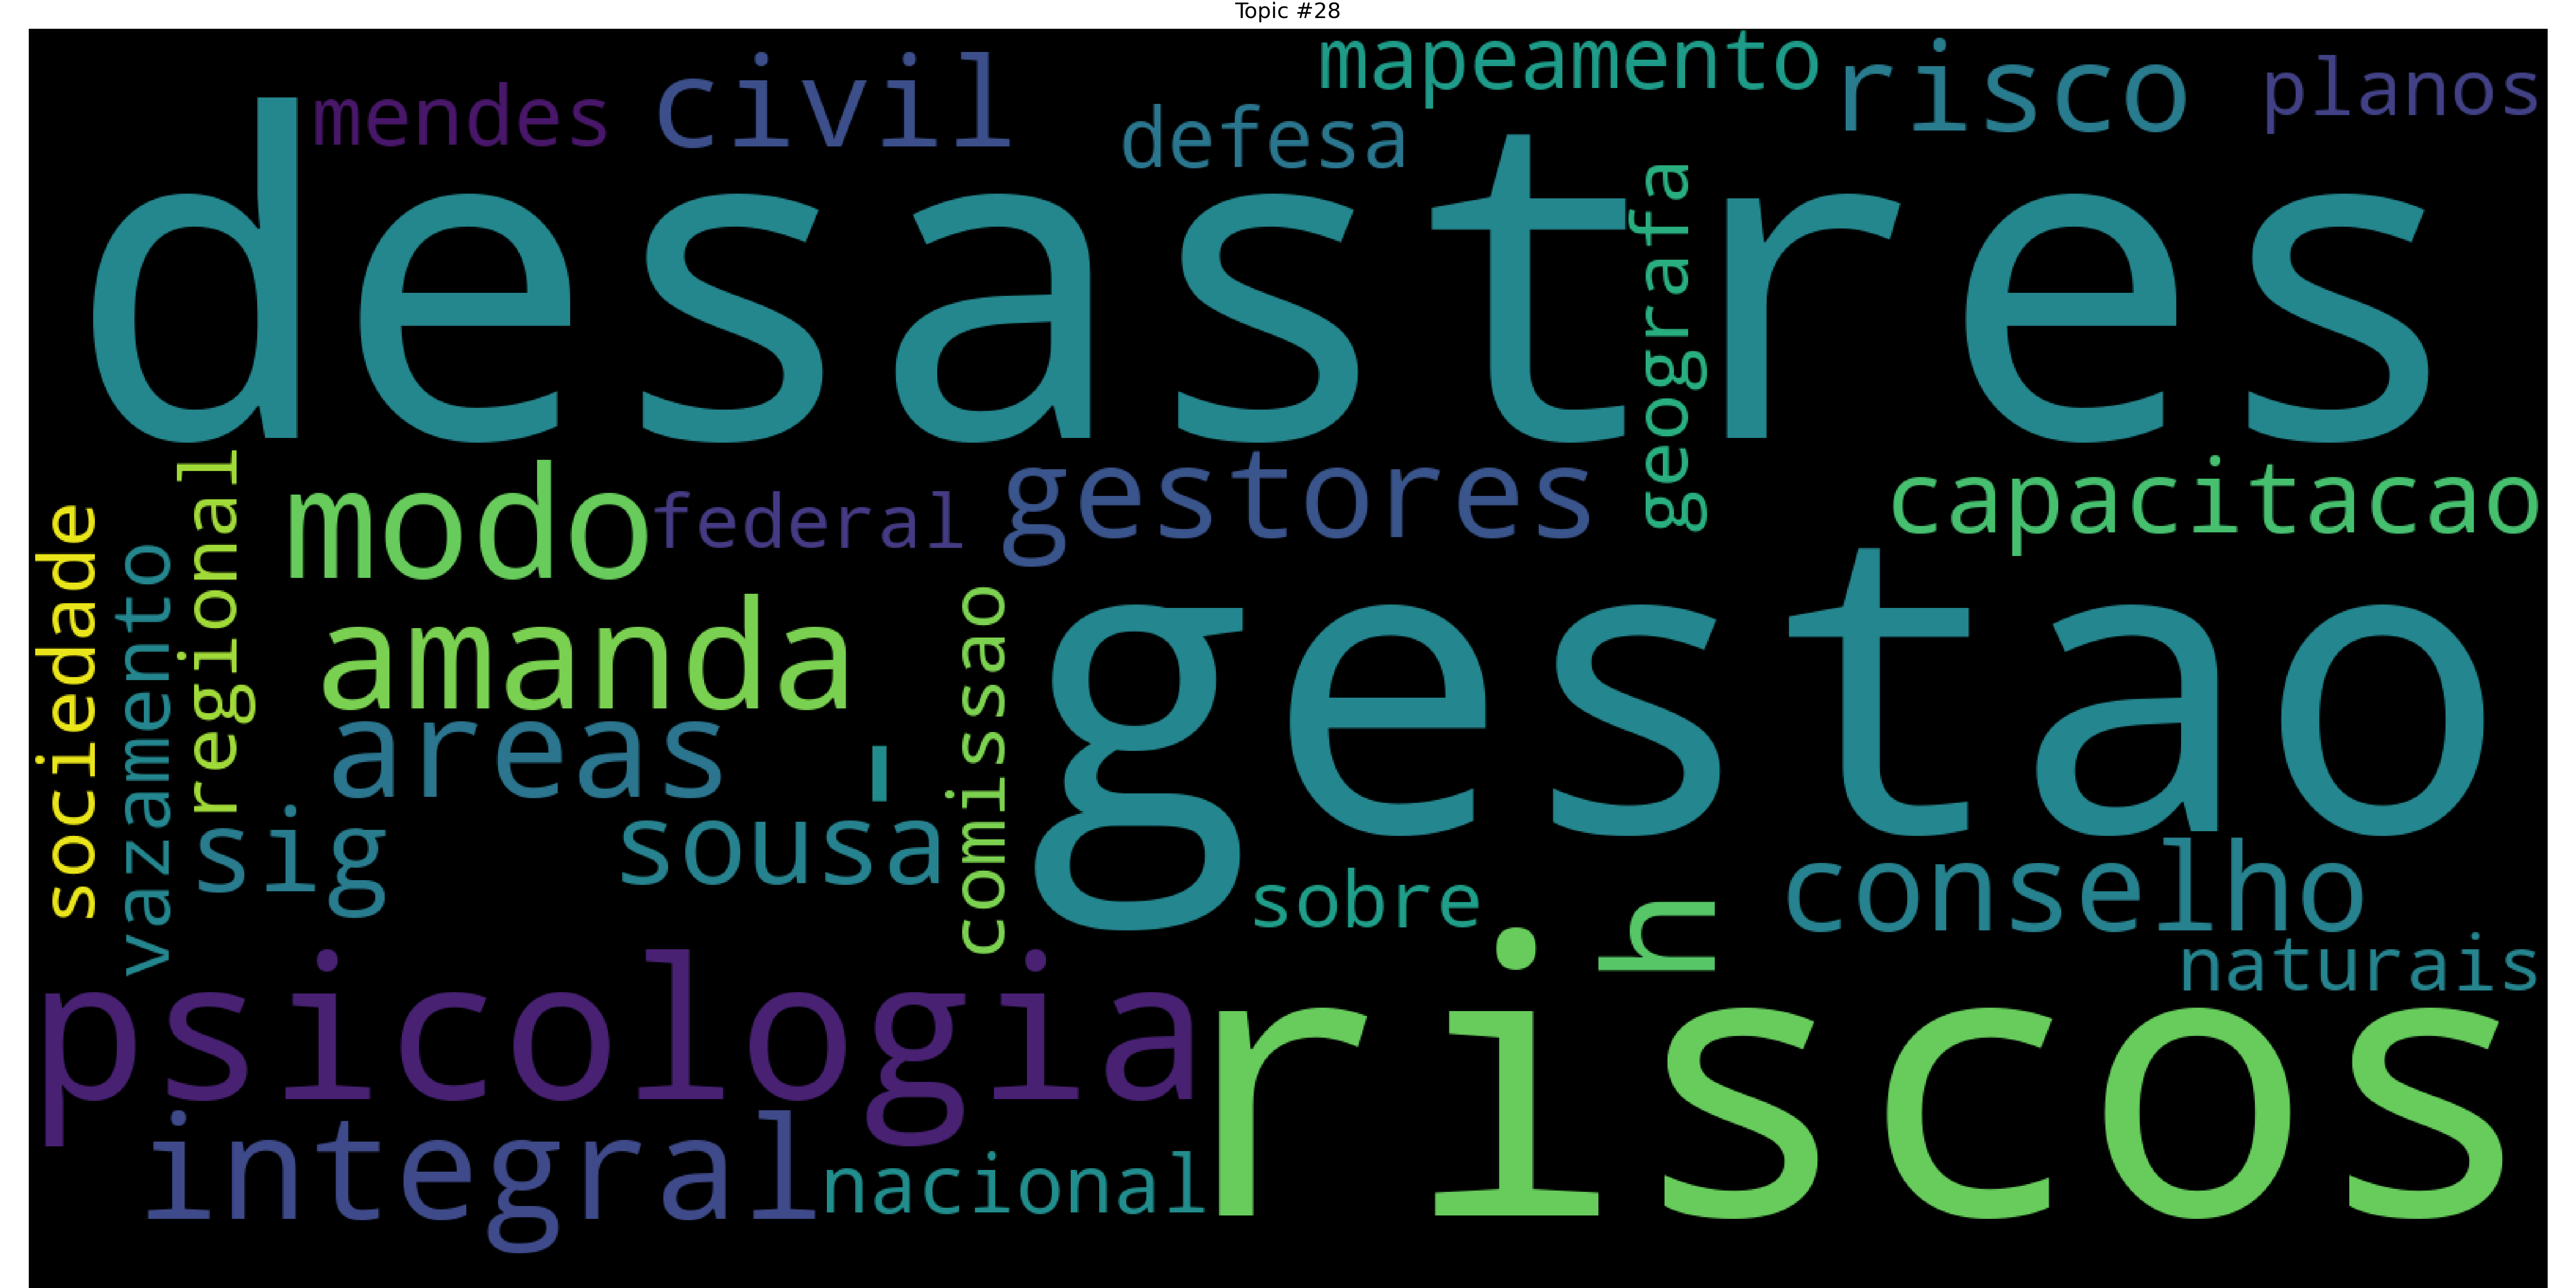 Topic #28
mapeamento
mendes
civil
defesa
risco
planos
desastres
geografa
modo
federal
gestores
capacitacao
sociedade
vazamento
regional
amanda
comissao
gestao
areas
'
sig
sousa
sobre
h
conselho
naturais
psicologia
riscos
integral
nacional